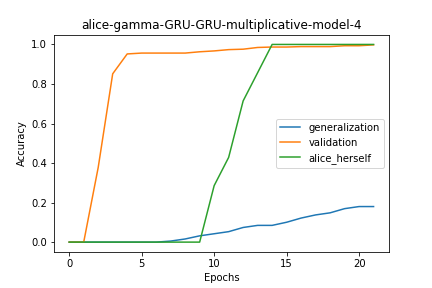 alice-gamma-GRU-GRU-multiplicative-model-4
1.0
0.8
0.6
0.4
0.2
0.0
Accuracy
generalization
validation
alice_herself
0
5
10
15
20
Epochs